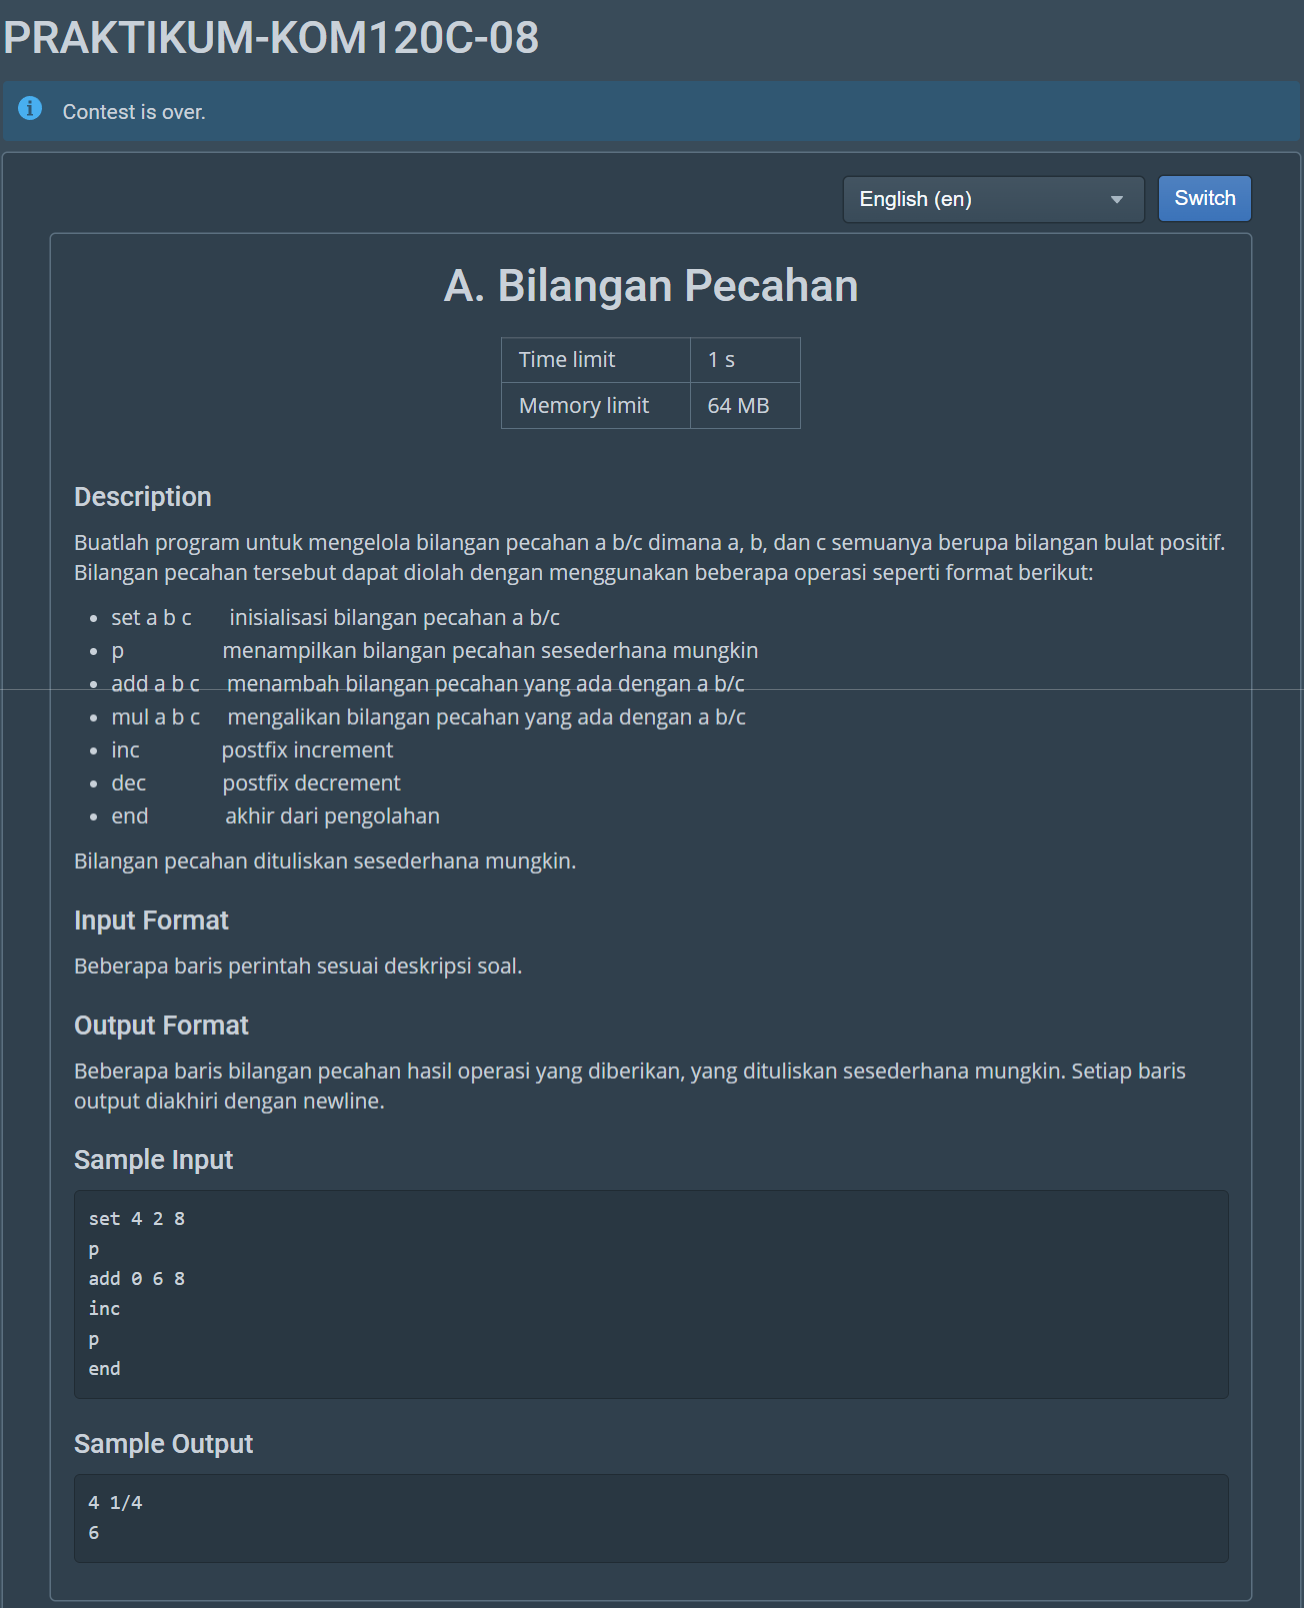 PRAKTIKUM-KOM120C-08
Contest is over.
English (en)
Switch
A. Bilangan Pecahan
Time limit 1 s
Memory limit 64 MB
Description
Buatlah program untuk mengelola bilangan pecahan a b/c dimana a, b, dan c semuanya berupa bilangan bulat positif.
Bilangan pecahan tersebut dapat diolah dengan menggunakan beberapa operasi seperti format berikut:
• set a b c inisialisasi bilangan pecahan a b/c
• p menampilkan bilangan pecahan sesederhana mungkin
• add a b c menambah bilangan pecahan yang ada dengan a b/c
• mul a b c mengalikan bilangan pecahan yang ada dengan a b/c
• inc postfix increment
• dec postfix decrement
• end akhir dari pengolahan
Bilangan pecahan dituliskan sesederhana mungkin.
Input Format
Beberapa baris perintah sesuai deskripsi soal.
Output Format
Beberapa baris bilangan pecahan hasil operasi yang diberikan, yang dituliskan sesederhana mungkin. Setiap baris
output diakhiri dengan newline.
Sample Input
set 4 2 8
p
add 0 6 8
inc
p
end
Sample Output
4 1/4
6